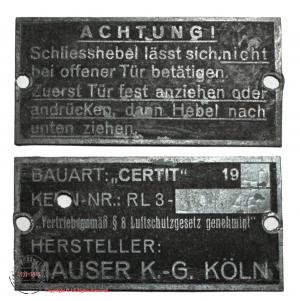 ACHTUNG!
Schliesshebel lässt sich nicht
bei offener Tür betätigen.
Zuerst Tür fest anziehen oder
andrücken, dann Hebel nach
unten ziehen.
BAUART: „CERTIT" 19
KENN-NR.: RL 3-
„Vertriebsgemäß § 8 Luftschutzgesetz genehmigt"
HERSTELLER:
MAUSER K.-G. KÖLN